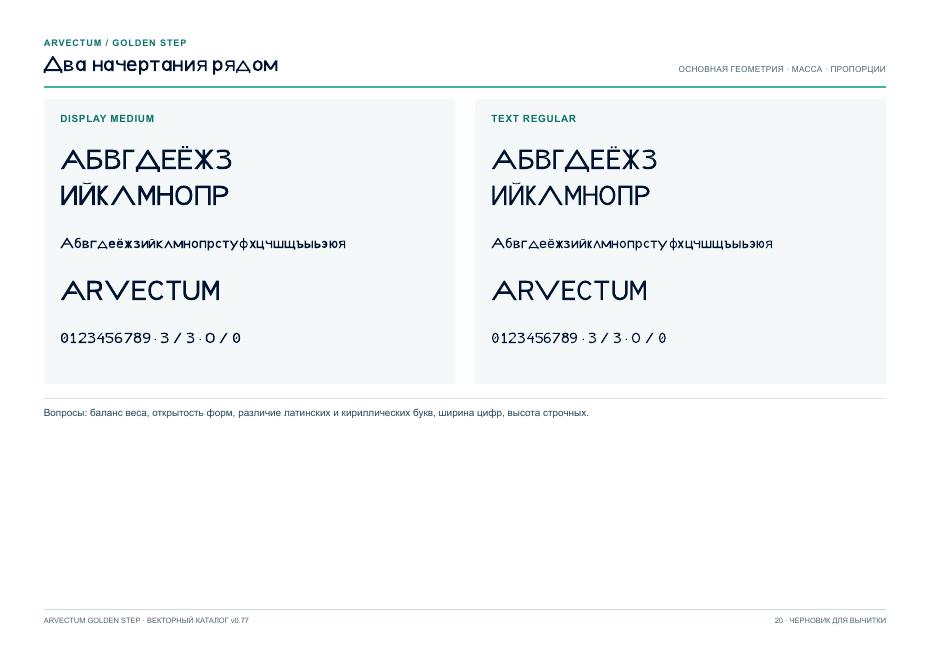 ARVECTUM / GOLDEN STEP
Два начертания рядом
ОСНОВНАЯ ГЕОМЕТРИЯ · МАССА · ПРОПОРЦИИ
DISPLAY MEDIUM
АБВГДЕЁЖЗ
ИЙКЛМНОПР
Абвгдеёжзийклмнопрстуфхцчшщъыьэюя
ARVECTUM
0123456789 · З / 3 · О / 0
TEXT REGULAR
АБВГДЕЁЖЗ
ИЙКЛМНОПР
Абвгдеёжзийклмнопрстуфхцчшщъыьэюя
ARVECTUM
0123456789 · З / 3 · О / 0
Вопросы: баланс веса, открытость форм, различие латинских и кириллических букв, ширина цифр, высота строчных.
ARVECTUM GOLDEN STEP · ВЕКТОРНЫЙ КАТАЛОГ v0.77
20 · ЧЕРНОВИК ДЛЯ ВЫЧИТКИ